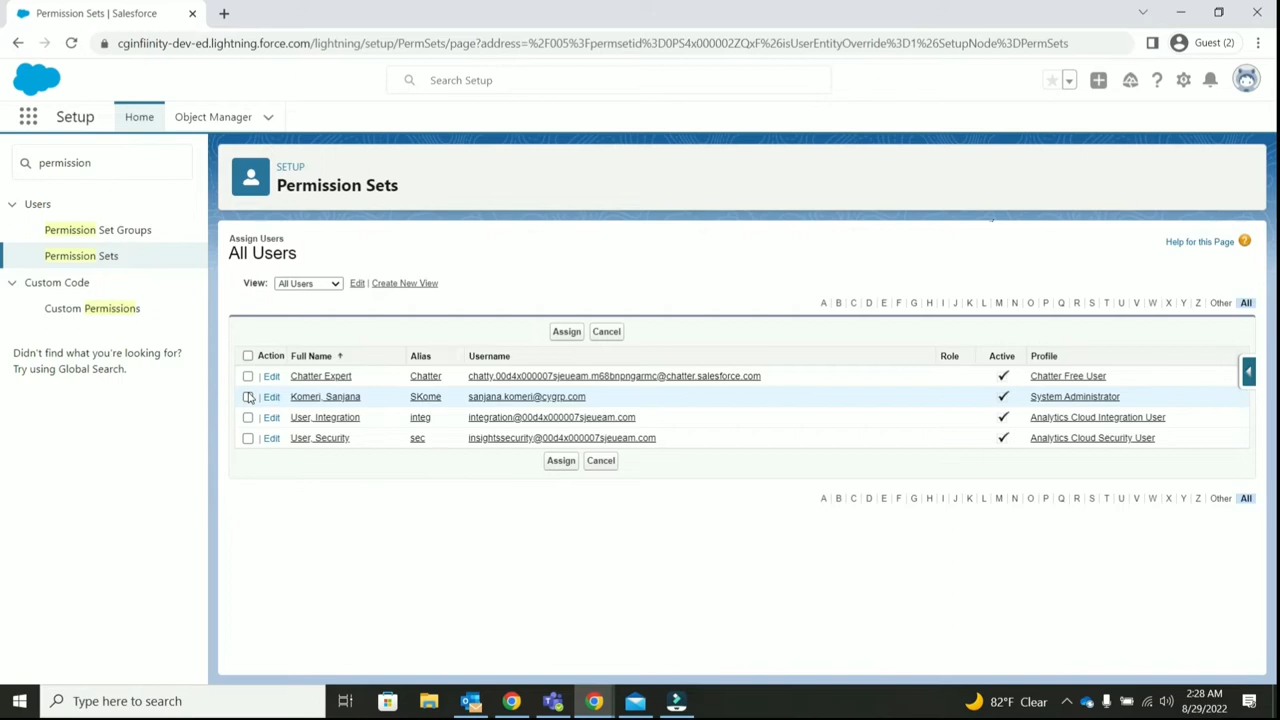 Permission Sets | Salesforce
cginfiinity-dev-ed.lightning.force.com/lightning/setup/PermSets/page?address=%2F005%3Fpermsetid%3D0PS4x000002ZQxF%26isUserEntityOverride%3D1%26SetupNode%3DPermSets
Guest (2)
Search Setup
Setup
Home
Object Manager
permission
Users
Permission Set Groups
Permission Sets
Custom Code
Custom Permissions
Didn't find what you're looking for?
Try using Global Search.
SETUP
Permission Sets
Assign Users
All Users
Help for this Page ?
View: All Users Edit | Create New View
A B C D E F G H I J K L M N O P Q R S T U V W X Y Z Other All
Assign Cancel
Action Full Name ↑ Alias Username Role Active Profile
| Edit Chatter Expert Chatter chatty.00d4x000007sjeueam.m68bnpngarmc@chatter.salesforce.com ✓ Chatter Free User
| Edit Komeri, Sanjana SKome sanjana.komeri@cygrp.com ✓ System Administrator
| Edit User, Integration integ integration@00d4x000007sjeueam.com ✓ Analytics Cloud Integration User
| Edit User, Security sec insightssecurity@00d4x000007sjeueam.com ✓ Analytics Cloud Security User
Assign Cancel
A B C D E F G H I J K L M N O P Q R S T U V W X Y Z Other All
Type here to search
82°F Clear
2:28 AM
8/29/2022